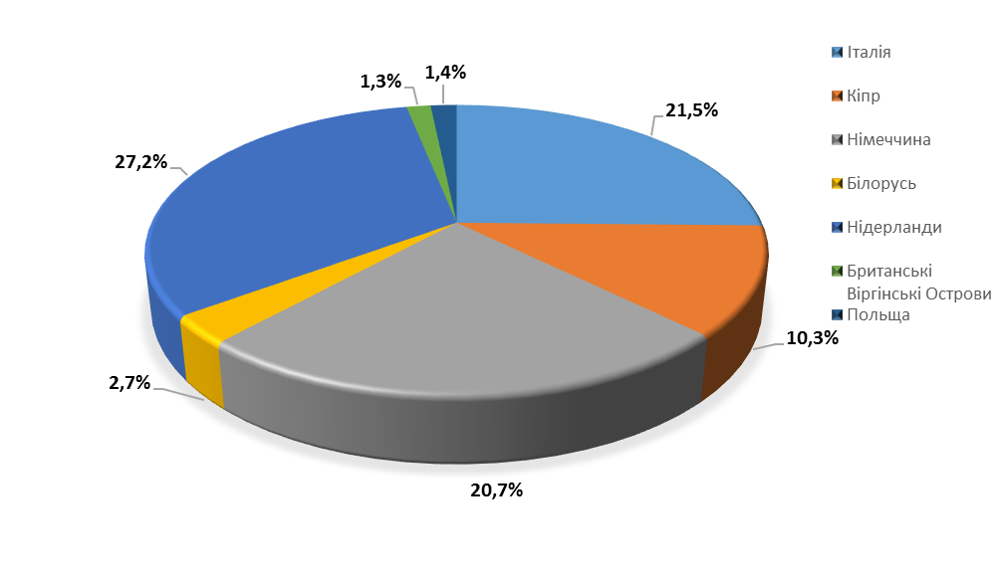 1,3%
1,4%
21,5%
27,2%
10,3%
2,7%
20,7%
Італія
Кіпр
Німеччина
Білорусь
Нідерланди
Британські
Віргінські Острови
Польща